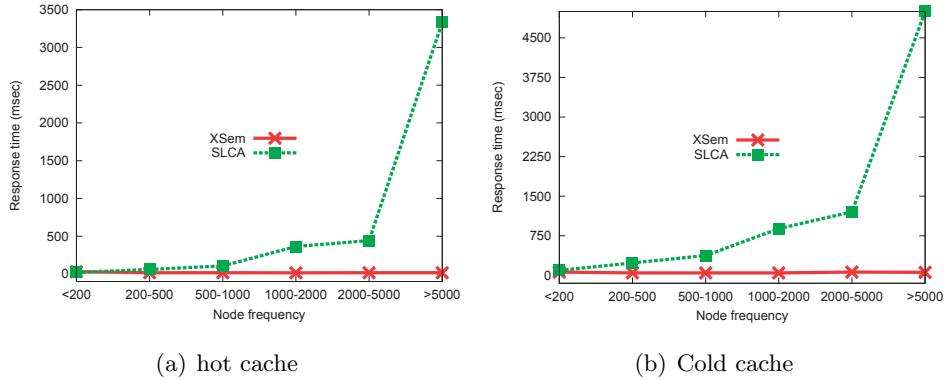 3500
3000
2500
2000
1500
1000
500
0
Response time (msec)
XSem
SLCA
<200 200-500 500-1000 1000-2000 2000-5000 >5000
Node frequency
(a) hot cache
4500
3750
3000
2250
1500
750
0
Response time (msec)
XSem
SLCA
<200 200-500 500-1000 1000-2000 2000-5000 >5000
Node frequency
(b) Cold cache